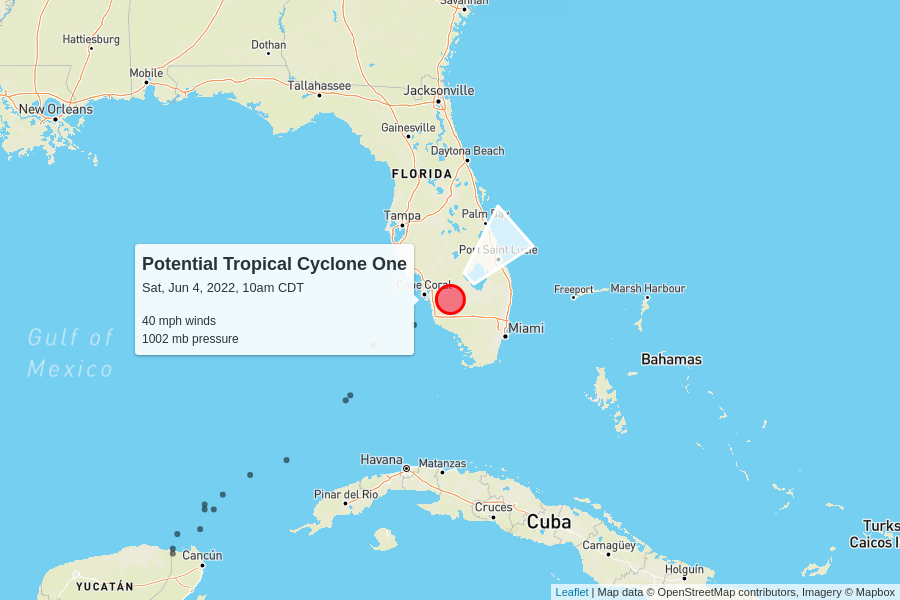 Savannah
Hattiesburg
Dothan
Mobile
Tallahassee
Jacksonville
New Orleans
Gainesville
Daytona Beach
FLORIDA
Tampa
Palm Bay
Port Saint Lucie
Potential Tropical Cyclone One
Sat, Jun 4, 2022, 10am CDT
40 mph winds
1002 mb pressure
Cape Coral
Freeport
Marsh Harbour
Gulf of
Mexico
Miami
Bahamas
Havana
Matanzas
Pinar del Río
Cruces
Cuba
Turks
Caicos I
Camagüey
Cancún
Holguín
YUCATÁN
Leaflet | Map data © OpenStreetMap contributors, Imagery © Mapbox